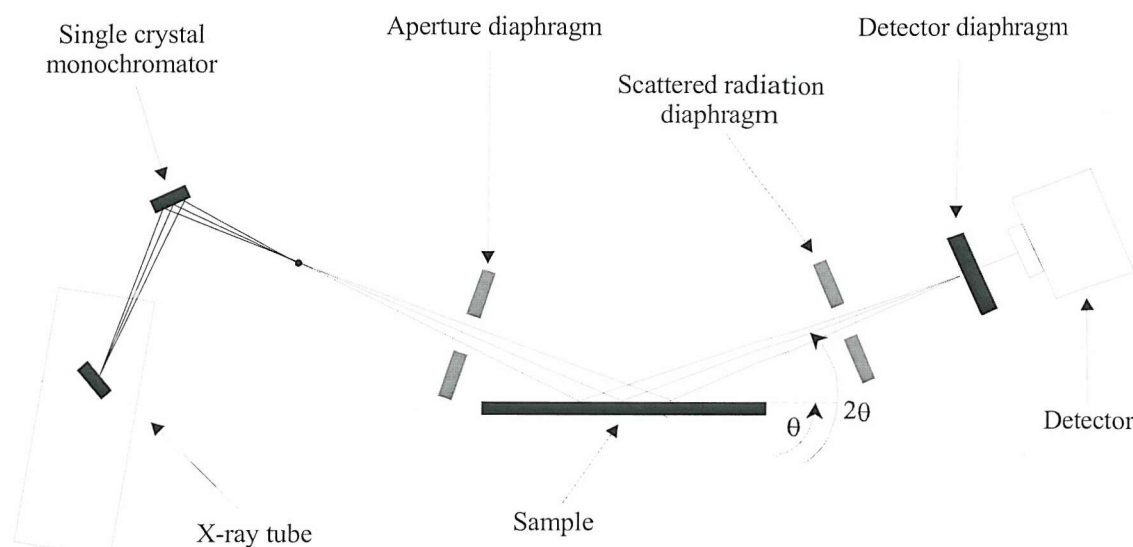 Single crystal
monochromator
Aperture diaphragm
Detector diaphragm
Scattered radiation
diaphragm
θ
2θ
Detector
Sample
X-ray tube